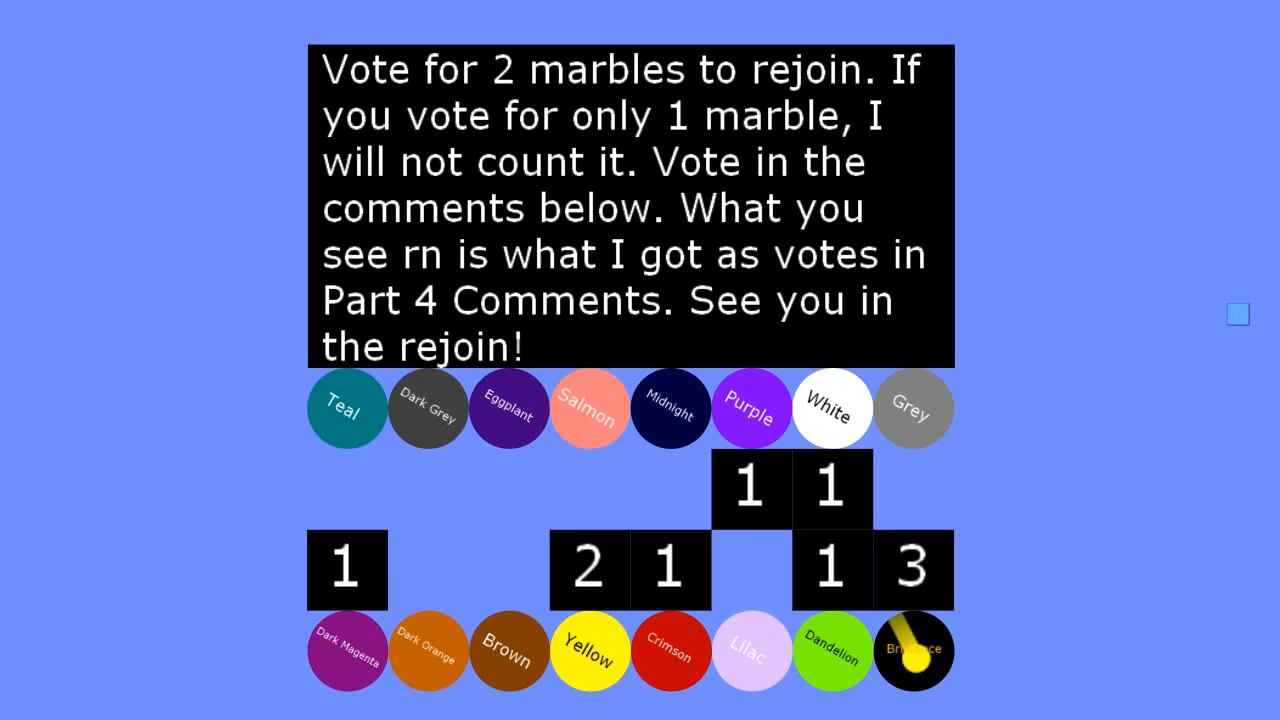 Vote for 2 marbles to rejoin. If
you vote for only 1 marble, I
will not count it. Vote in the
comments below. What you
see rn is what I got as votes in
Part 4 Comments. See you in
the rejoin!
Teal Dark Grey Eggplant Salmon Midnight Purple White Grey
1 1
1 2 1 1 3
Dark Magenta Dark Orange Brown Yellow Crimson Lilac Dandelion